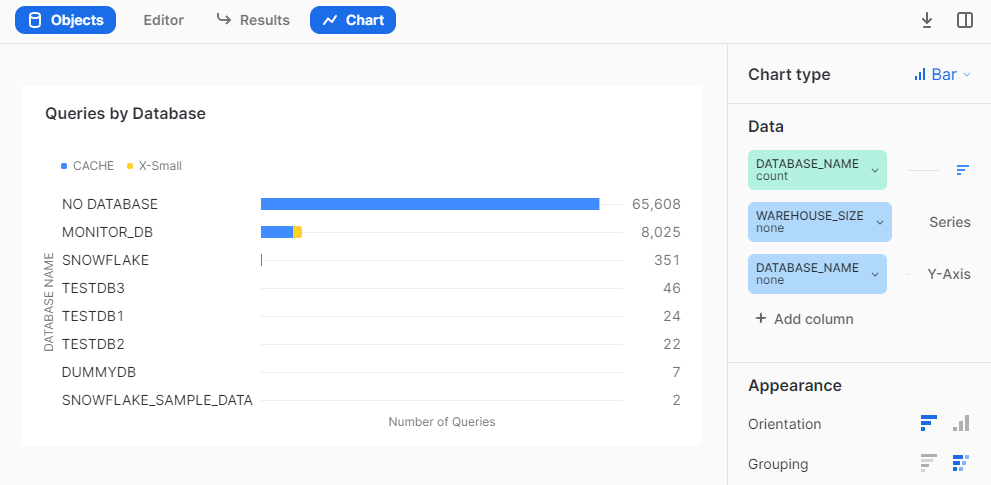 Objects Editor Results Chart
Chart type Bar
Queries by Database
Data
CACHE X-Small
DATABASE_NAME
count
NO DATABASE 65,608
WAREHOUSE_SIZE
none Series
MONITOR_DB 8,025
SNOWFLAKE 351
DATABASE_NAME
none Y-Axis
TESTDB3 46
TESTDB1 24
+ Add column
TESTDB2 22
DUMMYDB 7
SNOWFLAKE_SAMPLE_DATA 2
DATABASE NAME
Number of Queries
Appearance
Orientation
Grouping